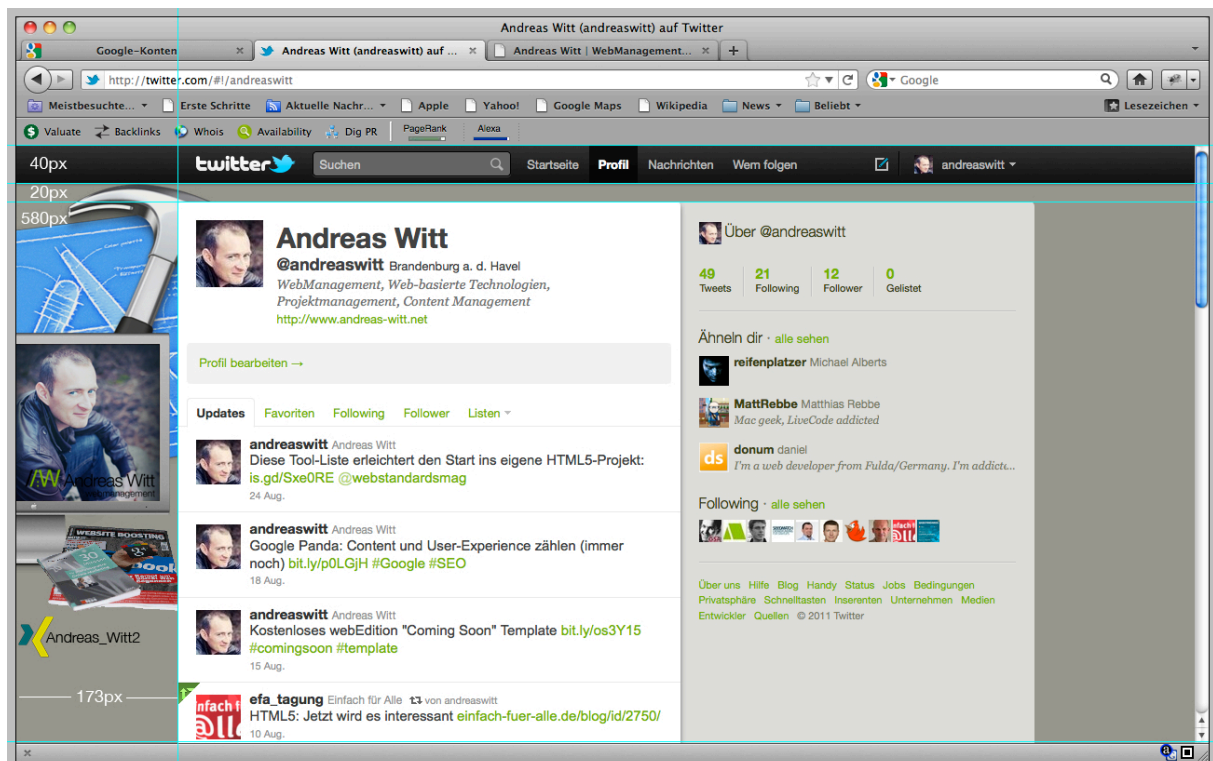 Andreas Witt (andreaswitt) auf Twitter
Google-Konten
Andreas Witt (andreaswitt) auf ...
Andreas Witt | WebManagement...
http://twitter.com/#!/andreaswitt
Google
Meistbesuchte... Erste Schritte Aktuelle Nachr... Apple Yahoo! Google Maps Wikipedia News Beliebt Lesezeichen
Valuate Backlinks Whois Availability Dig PR PageRank Alexa
40px
twitter Suchen Startseite Profil Nachrichten Wem folgen andreaswitt
20px
580px
Andreas Witt
@andreaswitt Brandenburg a. d. Havel
WebManagement, Web-basierte Technologien,
Projektmanagement, Content Management
http://www.andreas-witt.net
Profil bearbeiten →
Updates Favoriten Following Follower Listen
andreaswitt Andreas Witt
Diese Tool-Liste erleichtert den Start ins eigene HTML5-Projekt:
is.gd/Sxe0RE @webstandardsmag
24 Aug.
andreaswitt Andreas Witt
Google Panda: Content und User-Experience zählen (immer
noch) bit.ly/p0LGjH #Google #SEO
18 Aug.
andreaswitt Andreas Witt
Kostenloses webEdition "Coming Soon" Template bit.ly/os3Y15
#comingsoon #template
15 Aug.
efa_tagung Einfach für Alle von andreaswitt
HTML5: Jetzt wird es interessant einfach-fuer-alle.de/blog/id/2750/
10 Aug.
Über @andreaswitt
49 21 12 0
Tweets Following Follower Gelistet
Ähneln dir · alle sehen
reifenplatzer Michael Alberts
MattRebbe Matthias Rebbe
Mac geek, LiveCode addicted
ds
donum daniel
I'm a web developer from Fulda/Germany. I'm addict...
Following · alle sehen
Über uns Hilfe Blog Handy Status Jobs Bedingungen
Privatsphäre Schnelltasten Inserenten Unternehmen Medien
Entwickler Quellen © 2011 Twitter
/W Andreas Witt
webmanagement
WEBSITE BOOSTING
30
Andreas_Witt2
173px
nfach f
@lle